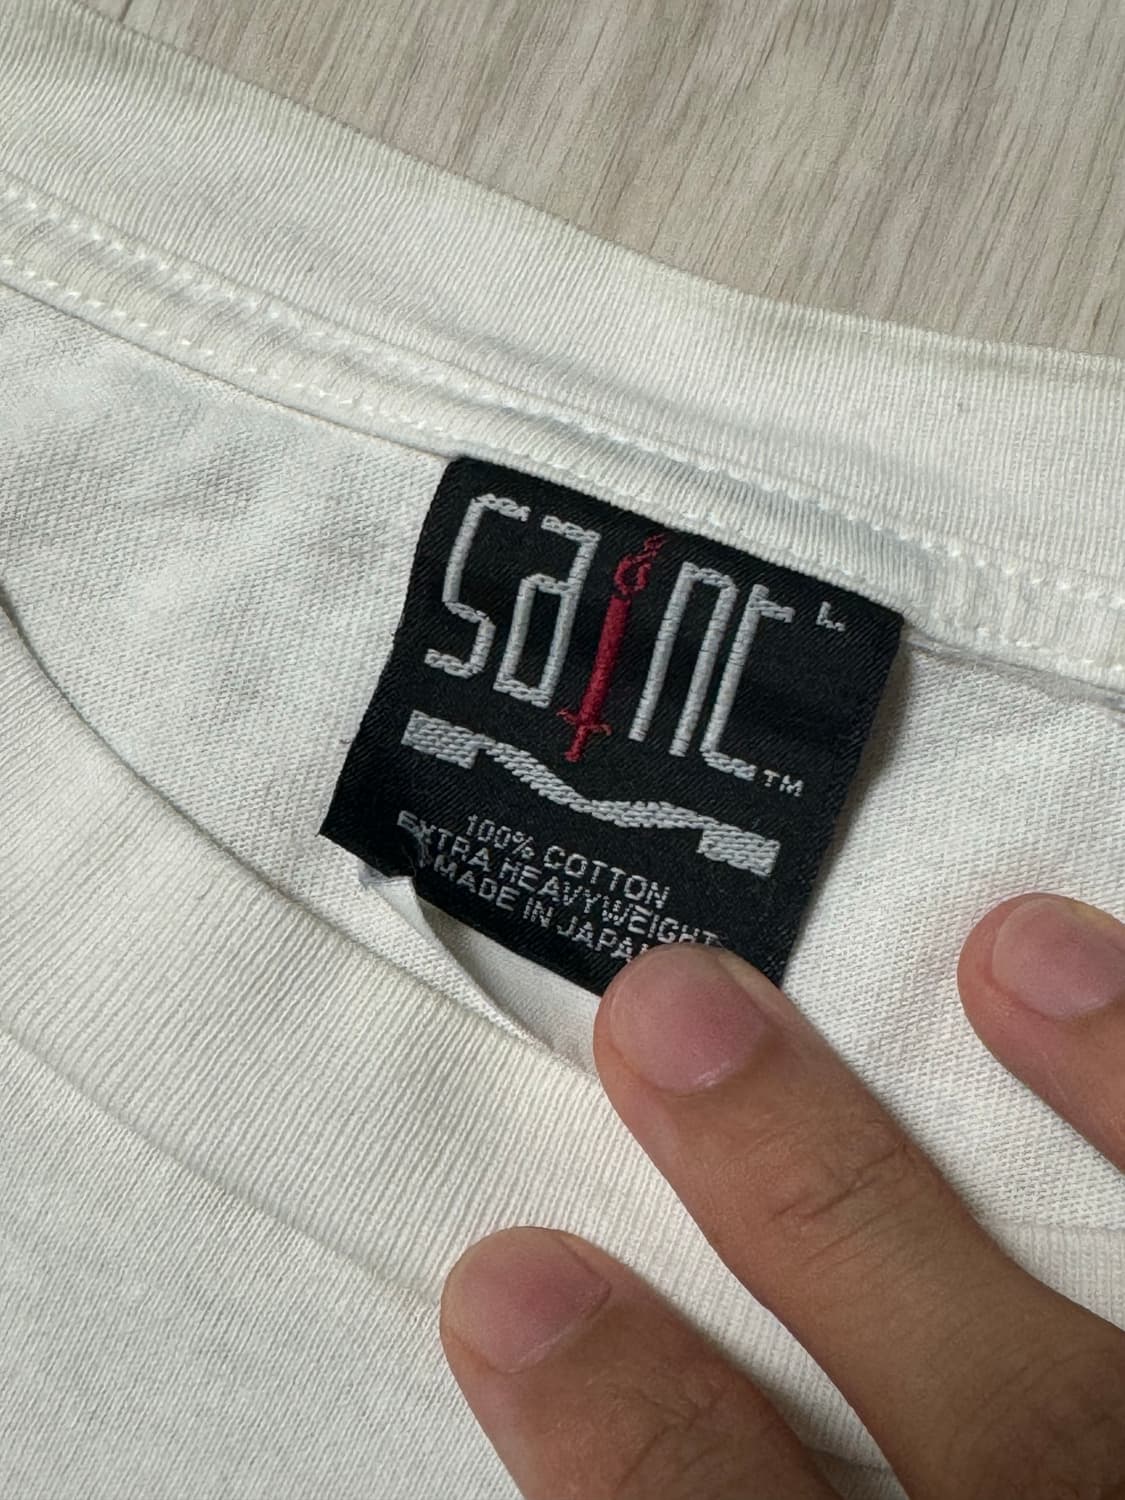 saint L
TM
100% COTTON
EXTRA HEAVYWEIGHT
MADE IN JAPAN